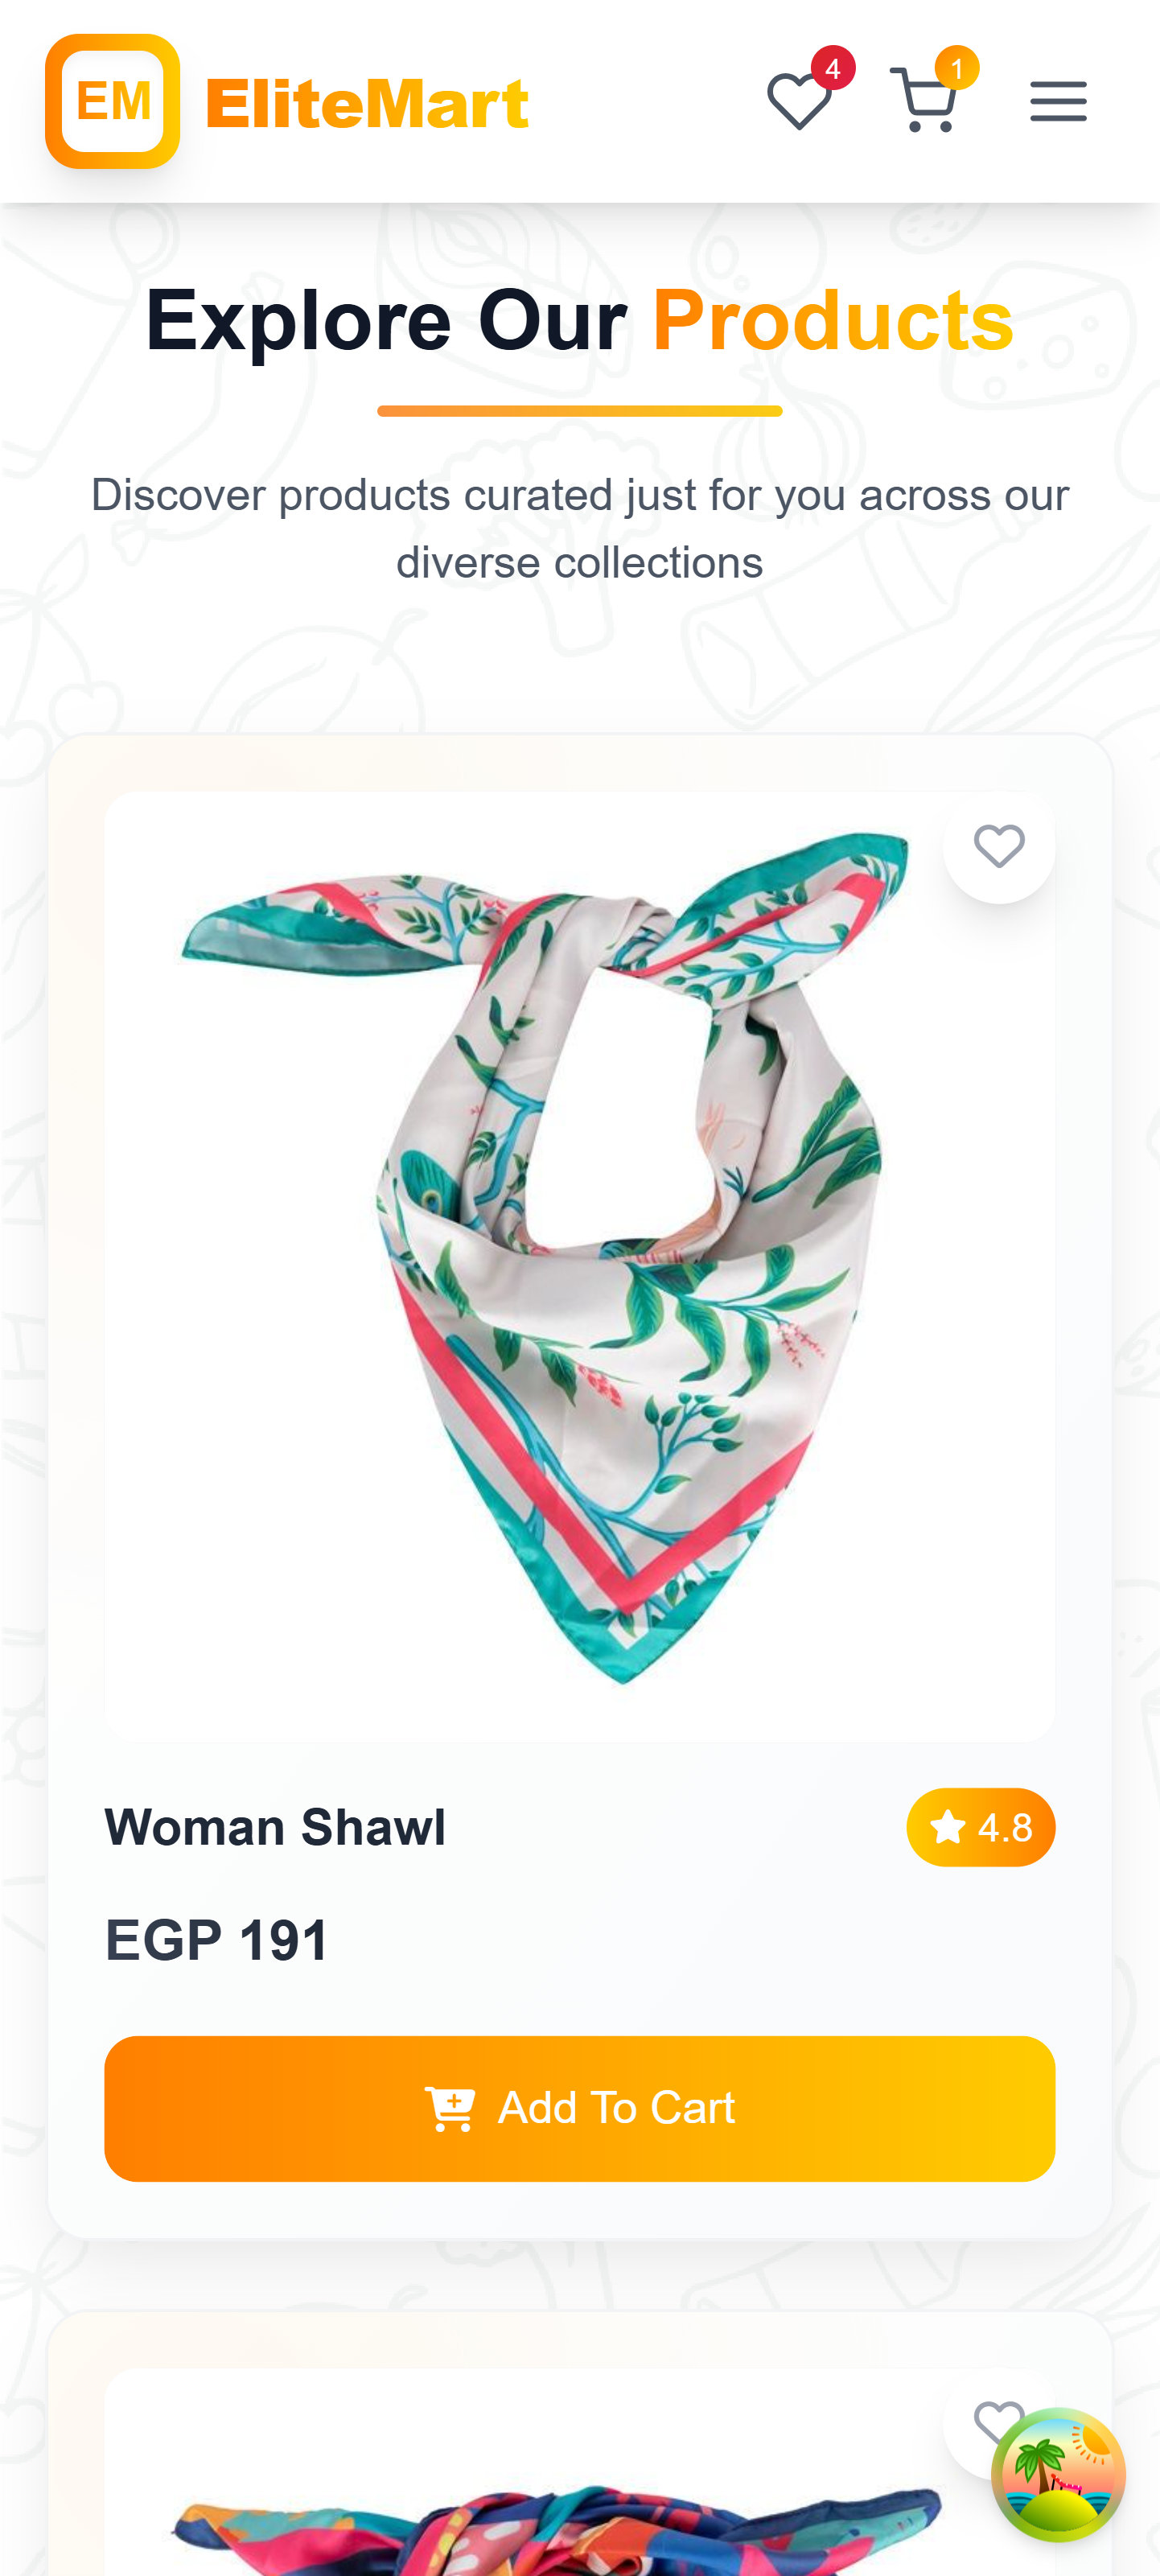 EM
EliteMart
4
1
Explore Our Products
Discover products curated just for you across our
diverse collections
Woman Shawl
4.8
EGP 191
Add To Cart